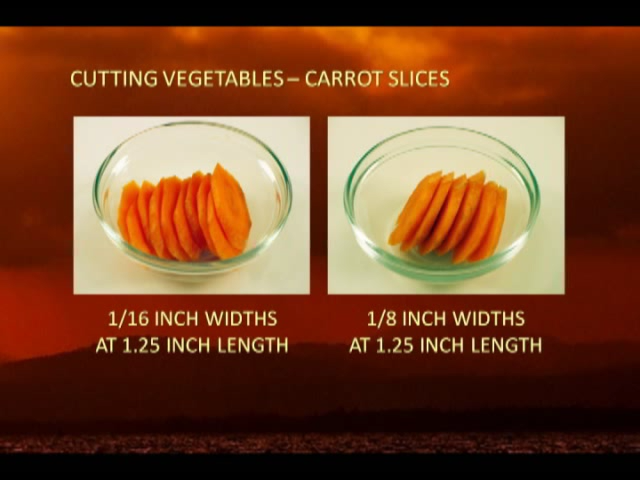 CUTTING VEGETABLES – CARROT SLICES
1/16 INCH WIDTHS
AT 1.25 INCH LENGTH
1/8 INCH WIDTHS
AT 1.25 INCH LENGTH